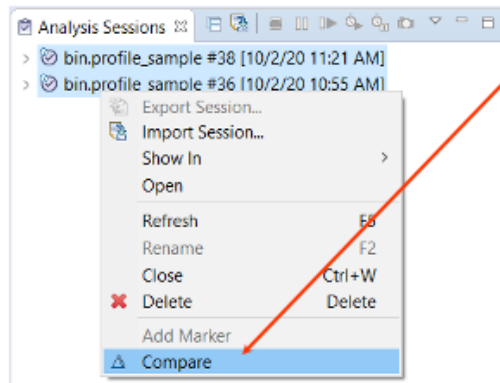 Analysis Sessions
bin.profile_sample #38 [10/2/20 11:21 AM]
bin.profile_sample #36 [10/2/20 10:55 AM]
Export Session...
Import Session...
Show In
Open
Refresh F5
Rename F2
Close Ctrl+W
Delete Delete
Add Marker
Compare